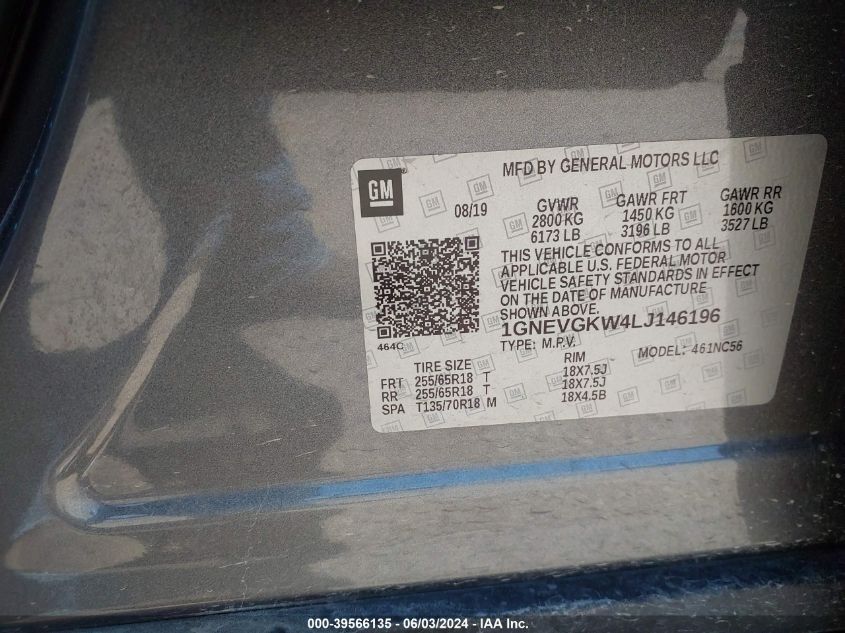 MFD BY GENERAL MOTORS LLC
GM
08/19
GVWR GAWR FRT GAWR RR
2800 KG 1450 KG 1600 KG
6173 LB 3196 LB 3527 LB
THIS VEHICLE CONFORMS TO ALL
APPLICABLE U.S. FEDERAL MOTOR
VEHICLE SAFETY STANDARDS IN EFFECT
ON THE DATE OF MANUFACTURE
SHOWN ABOVE.
1GNEVGKW4LJ146196
464C
TYPE: M.P.V. MODEL: 461NC56
TIRE SIZE RIM
FRT 255/65R18 T 18X7.5J
RR 255/65R18 T 18X7.5J
SPA T135/70R18 M 18X4.5B
000-39566135 - 06/03/2024 - IAA Inc.